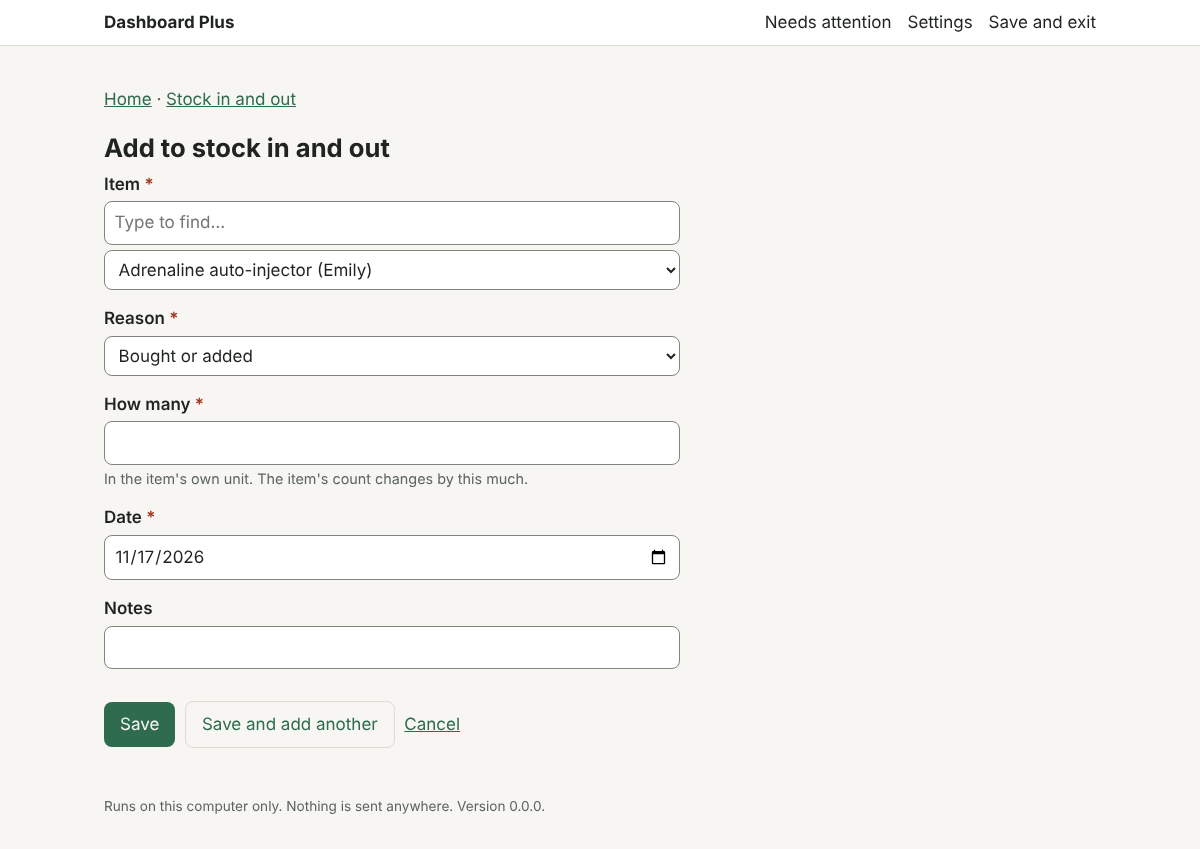 Dashboard Plus
Needs attention Settings Save and exit
Home · Stock in and out
Add to stock in and out
Item *
Type to find...
Adrenaline auto-injector (Emily)
Reason *
Bought or added
How many *
In the item's own unit. The item's count changes by this much.
Date *
11/17/2026
Notes
Save Save and add another Cancel
Runs on this computer only. Nothing is sent anywhere. Version 0.0.0.